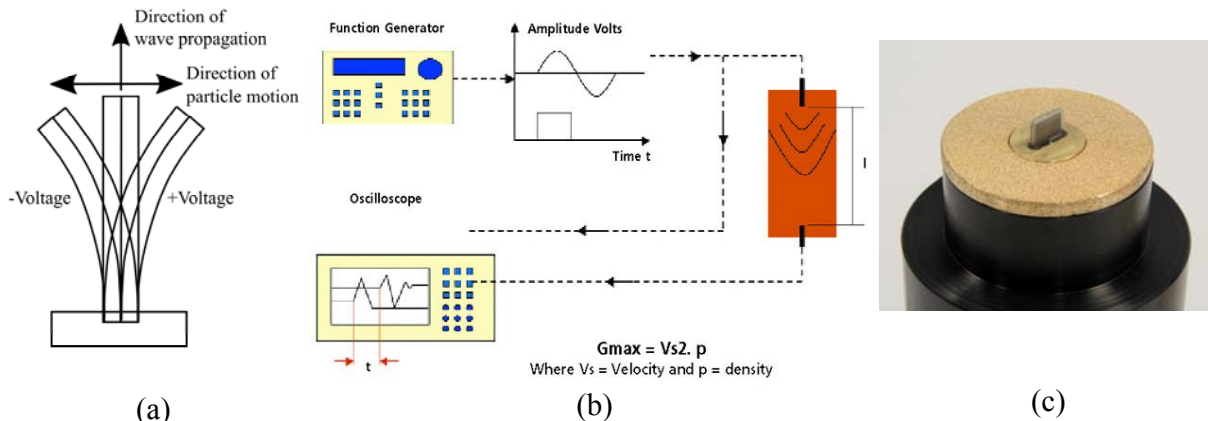 Direction of
wave propagation
Direction of
particle motion
-Voltage
+Voltage
(a)
Function Generator
Amplitude Volts
Time t
l
Oscilloscope
t
Gmax = Vs2. p
Where Vs = Velocity and p = density
(b)
(c)